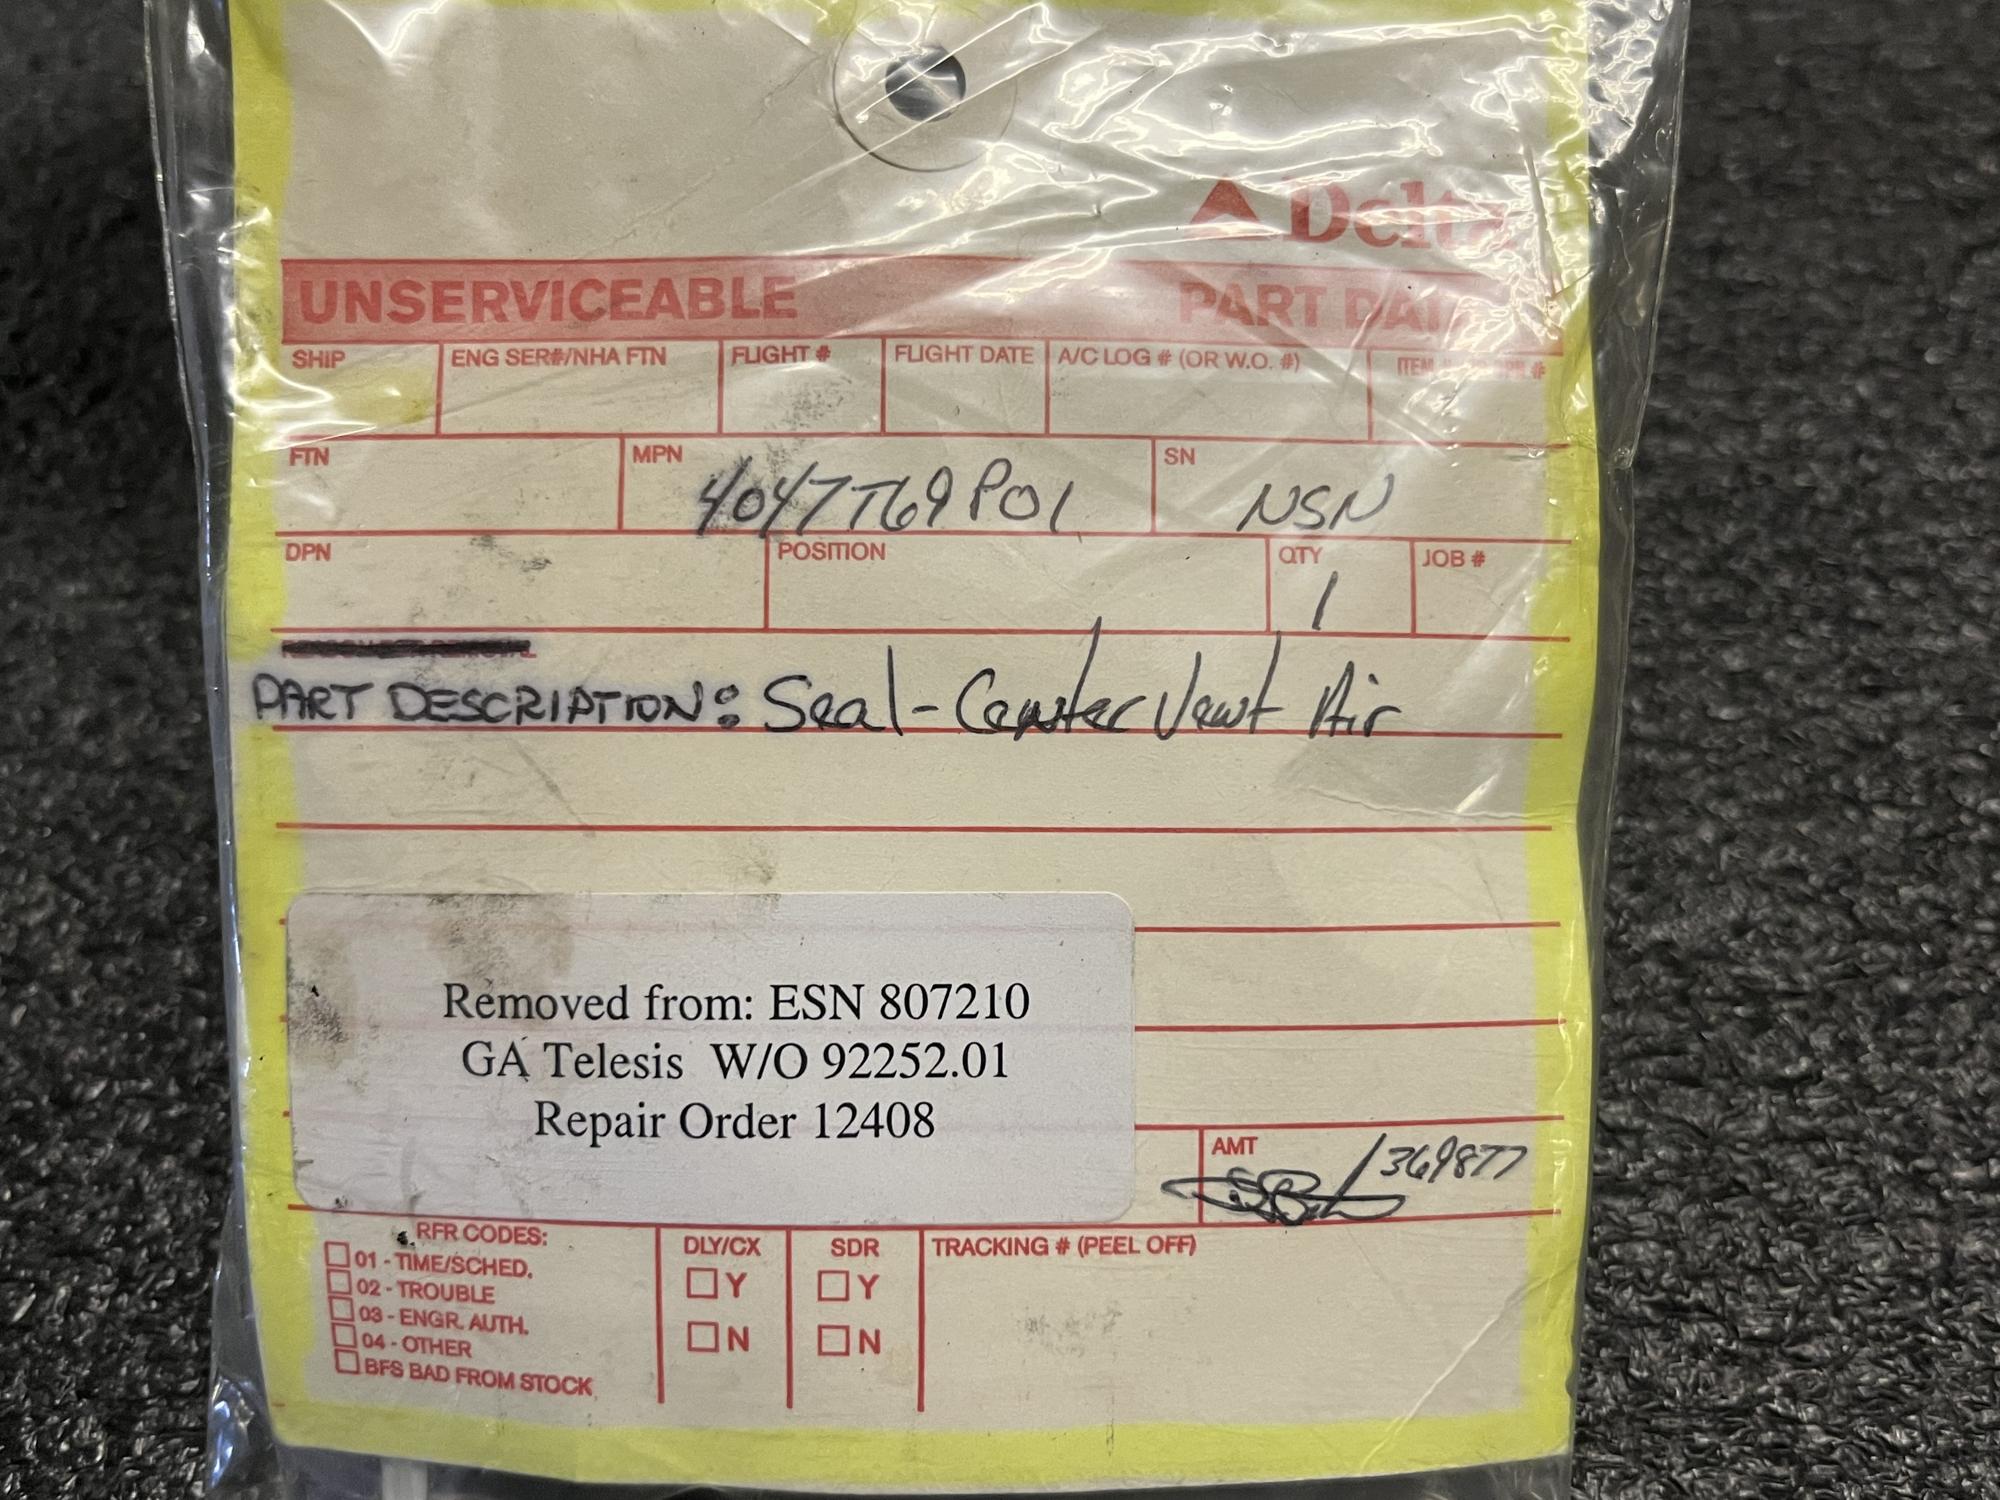 Delta
UNSERVICEABLE PART DATA
SHIP ENG SER#/NHA FTN FLIGHT # FLIGHT DATE A/C LOG # (OR W.O. #) ITEM #
FTN MPN 4047T69P01 SN NSN
DPN POSITION QTY 1 JOB #
PART DESCRIPTION: Seal-Center Vent Air
Removed from: ESN 807210
GA Telesis W/O 92252.01
Repair Order 12408
AMT 369877
RFR CODES: DLY/CX SDR TRACKING # (PEEL OFF)
01 - TIME/SCHED. Y Y
02 - TROUBLE
03 - ENGR. AUTH. N N
04 - OTHER
BFS BAD FROM STOCK